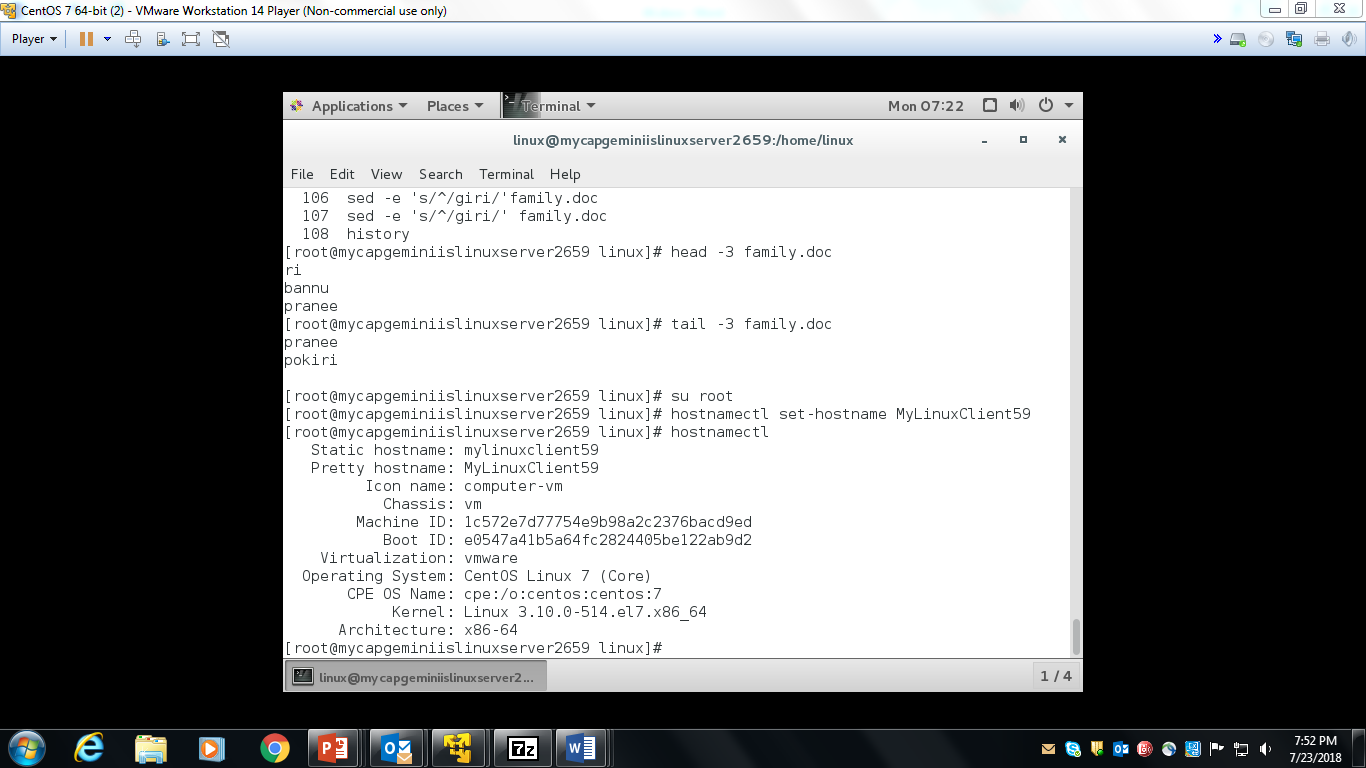 CentOS 7 64-bit (2) - VMware Workstation 14 Player (Non-commercial use only)
Player
Applications Places Terminal Mon 07:22
linux@mycapgeminiislinuxserver2659:/home/linux
File Edit View Search Terminal Help
106 sed -e 's/^/giri/'family.doc
107 sed -e 's/^/giri/' family.doc
108 history
[root@mycapgeminiislinuxserver2659 linux]# head -3 family.doc
ri
bannu
pranee
[root@mycapgeminiislinuxserver2659 linux]# tail -3 family.doc
pranee
pokiri
[root@mycapgeminiislinuxserver2659 linux]# su root
[root@mycapgeminiislinuxserver2659 linux]# hostnamectl set-hostname MyLinuxClient59
[root@mycapgeminiislinuxserver2659 linux]# hostnamectl
Static hostname: mylinuxclient59
Pretty hostname: MyLinuxClient59
Icon name: computer-vm
Chassis: vm
Machine ID: 1c572e7d77754e9b98a2c2376bacd9ed
Boot ID: e0547a41b5a64fc2824405be122ab9d2
Virtualization: vmware
Operating System: CentOS Linux 7 (Core)
CPE OS Name: cpe:/o:centos:centos:7
Kernel: Linux 3.10.0-514.el7.x86_64
Architecture: x86-64
[root@mycapgeminiislinuxserver2659 linux]#
linux@mycapgeminiislinuxserver2... 1 / 4
7:52 PM
7/23/2018